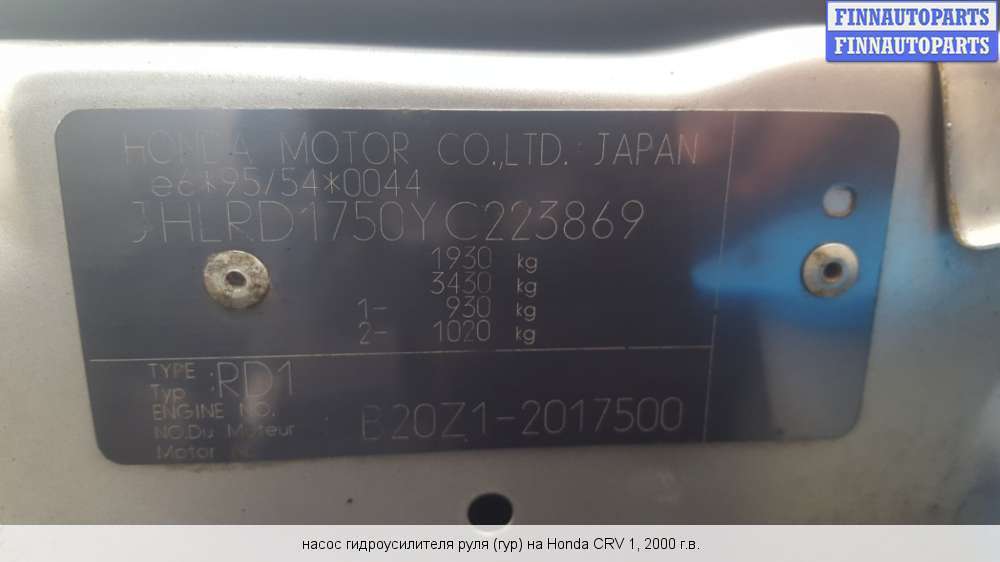 FINNAUTOPARTS
FINNAUTOPARTS
HONDA MOTOR CO.,LTD. JAPAN
e6*95/54*0044
JHLRD1750YC223869
1930 kg
3430 kg
1- 930 kg
2- 1020 kg
TYPE
Typ :RD1
ENGINE NO.
NO.Du Moteur B20Z1-2017500
Motor
насос гидроусилителя руля (гур) на Honda CRV 1, 2000 г.в.